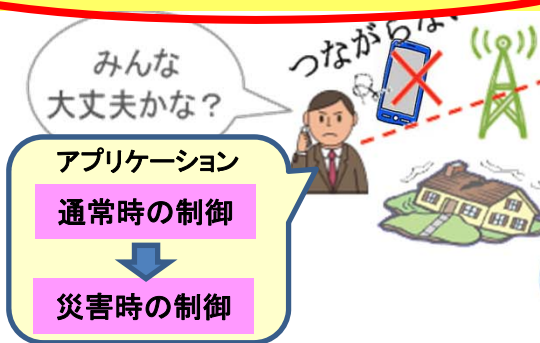 つながらない
みんな
大丈夫かな？
アプリケーション
通常時の制御
災害時の制御